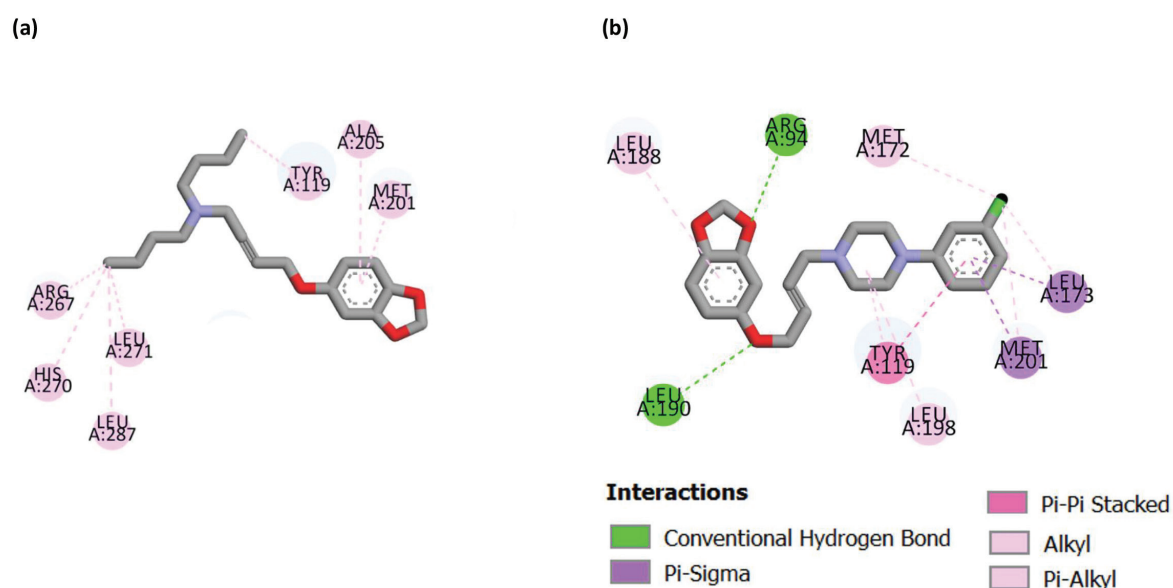 (a)
(b)
ALA
A:205
TYR
A:119
MET
A:201
ARG
A:267
LEU
A:271
HIS
A:270
LEU
A:287
LEU
A:188
ARG
A:94
MET
A:172
LEU
A:173
TYR
A:119
MET
A:201
LEU
A:190
LEU
A:198
Interactions
Conventional Hydrogen Bond
Pi-Sigma
Pi-Pi Stacked
Alkyl
Pi-Alkyl